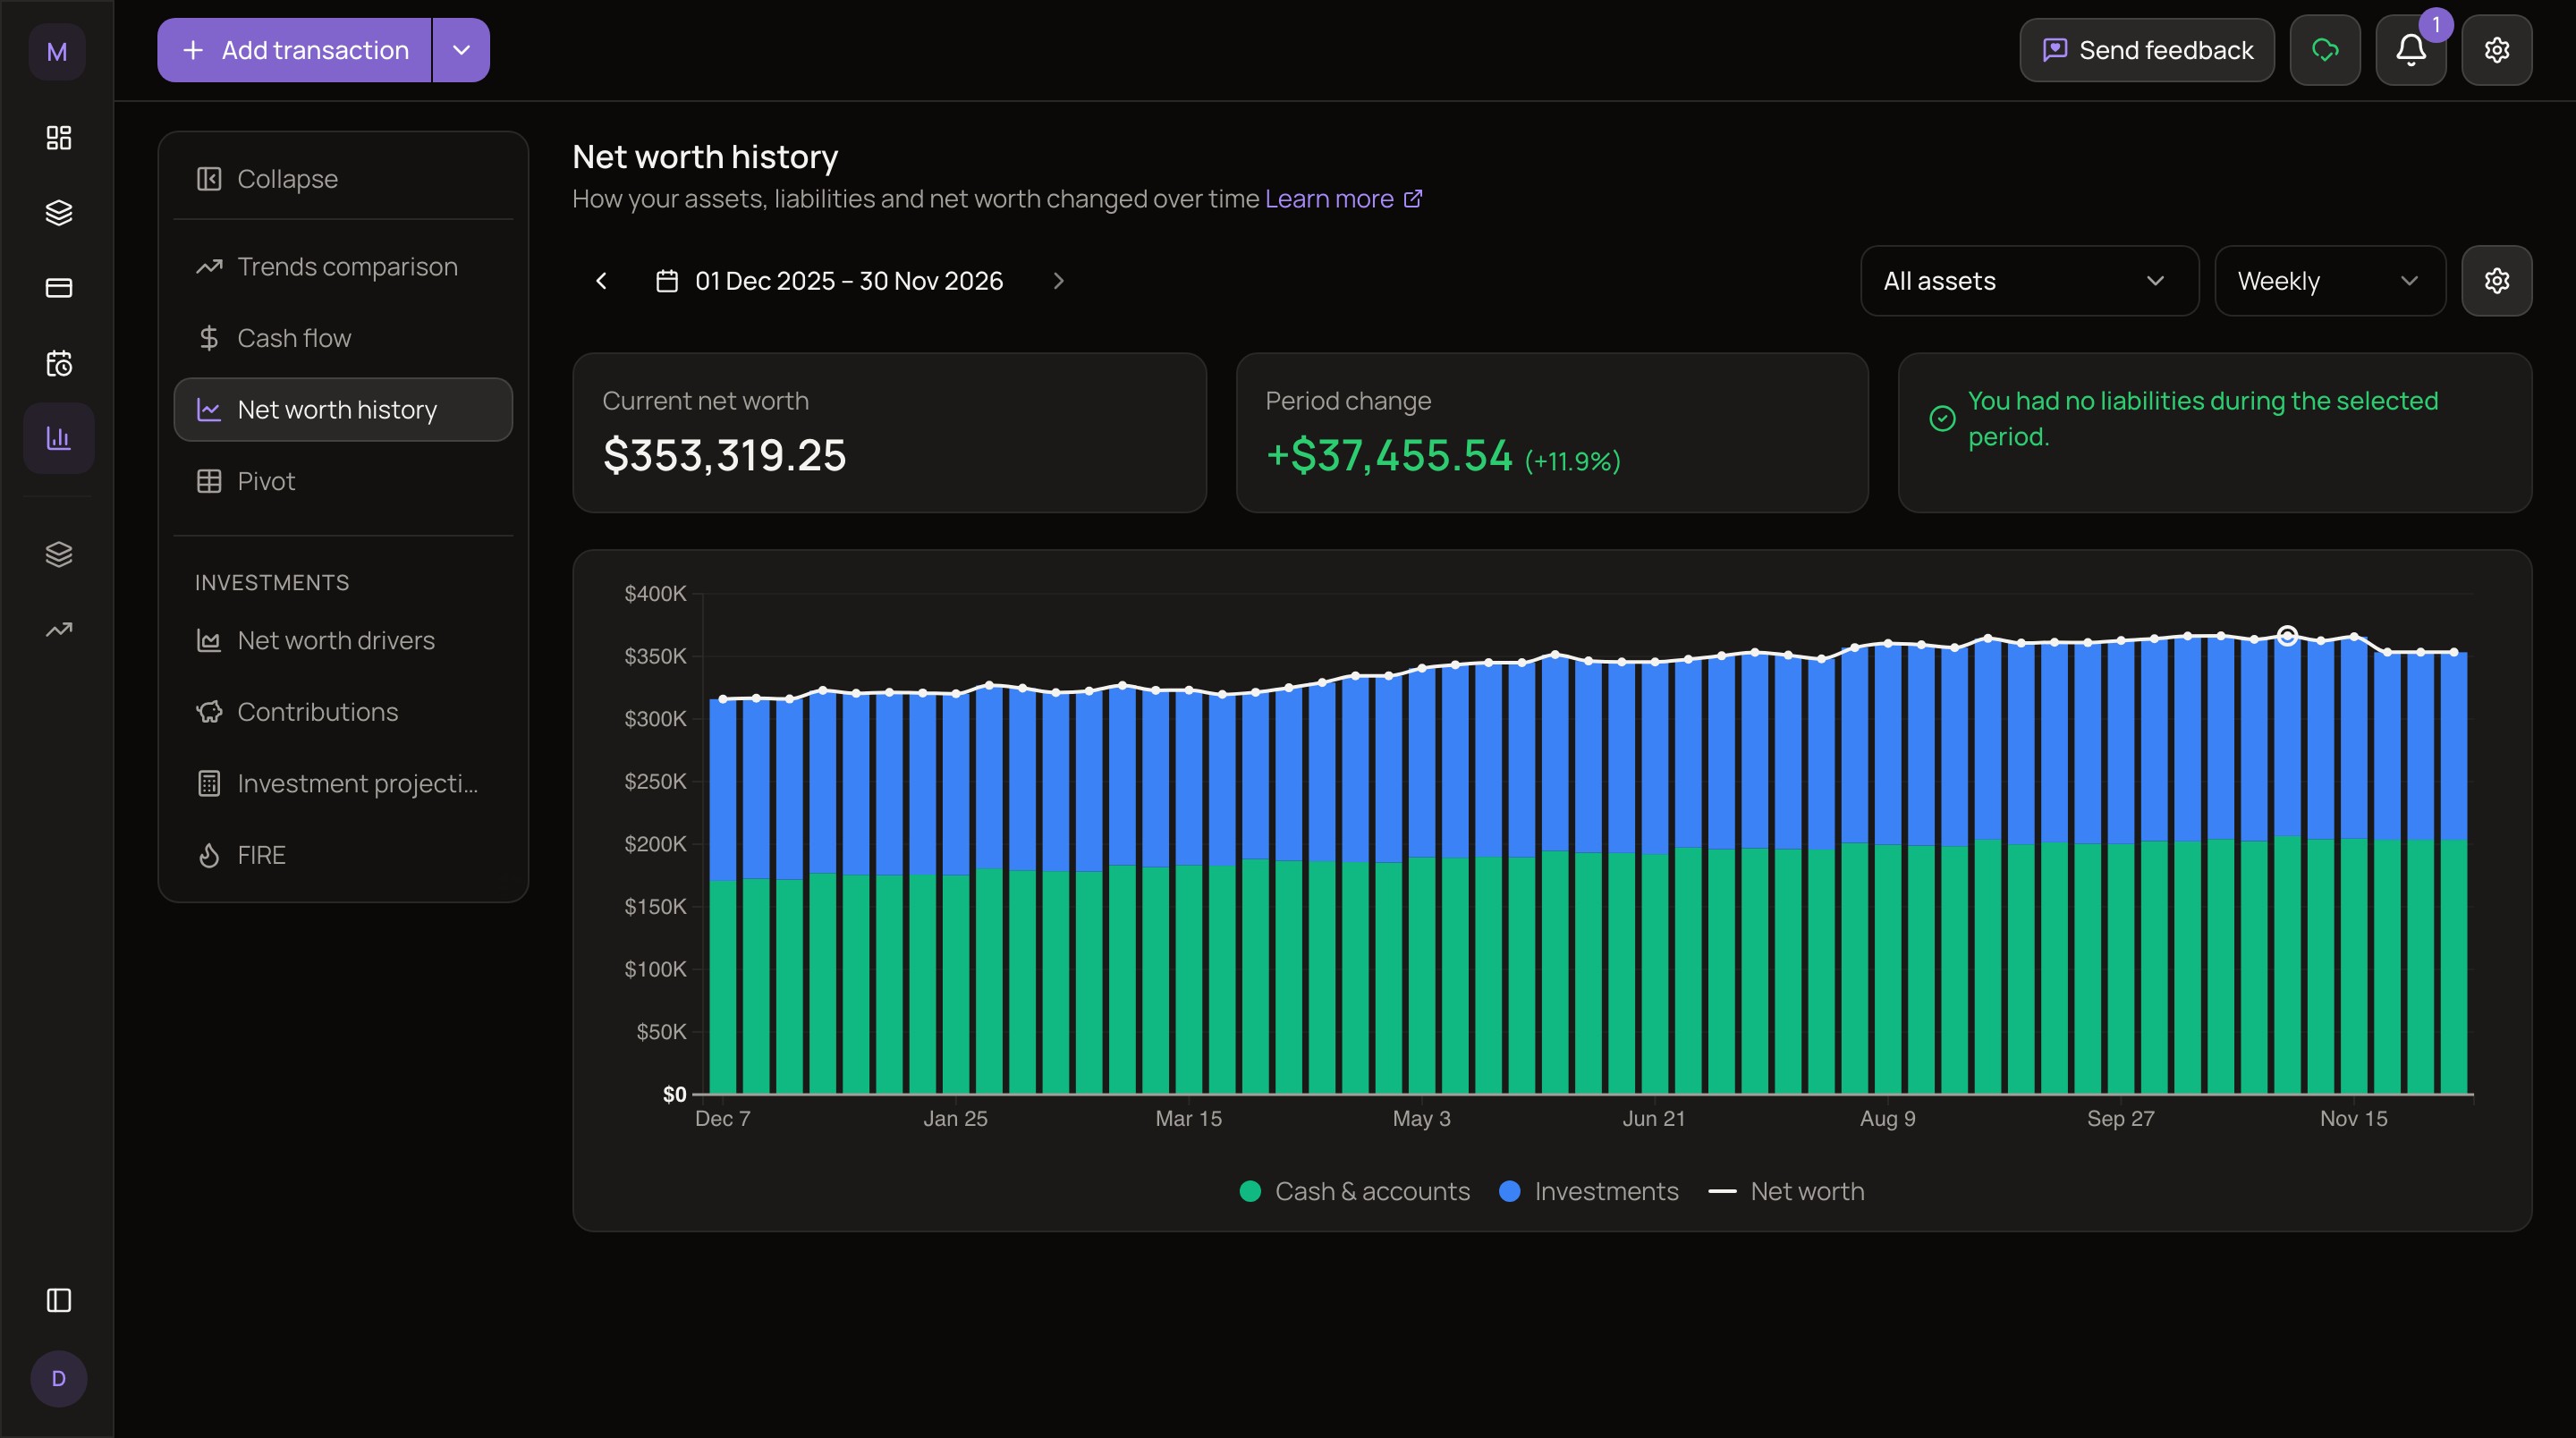 M
Add transaction
Send feedback
1
Collapse
Trends comparison
Cash flow
Net worth history
Pivot
INVESTMENTS
Net worth drivers
Contributions
Investment projecti...
FIRE
D
Net worth history
How your assets, liabilities and net worth changed over time Learn more
01 Dec 2025 – 30 Nov 2026
All assets
Weekly
Current net worth
$353,319.25
Period change
+$37,455.54 (+11.9%)
You had no liabilities during the selected
period.
$400K
$350K
$300K
$250K
$200K
$150K
$100K
$50K
$0
Dec 7 Jan 25 Mar 15 May 3 Jun 21 Aug 9 Sep 27 Nov 15
Cash & accounts Investments Net worth